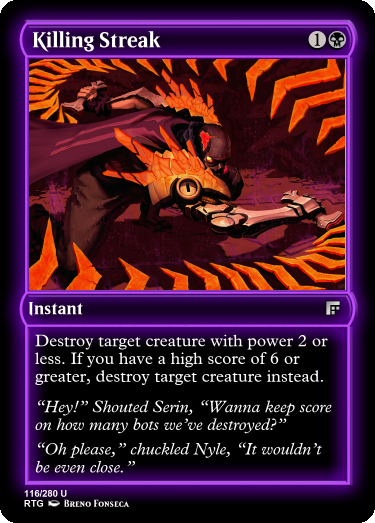 Killing Streak
1
Instant
Destroy target creature with power 2 or
less. If you have a high score of 6 or
greater, destroy target creature instead.
“Hey!” Shouted Serin, “Wanna keep score
on how many bots we’ve destroyed?”
“Oh please,” chuckled Nyle, “It wouldn’t
be even close.”
116/280 U
RTG Breno Fonseca